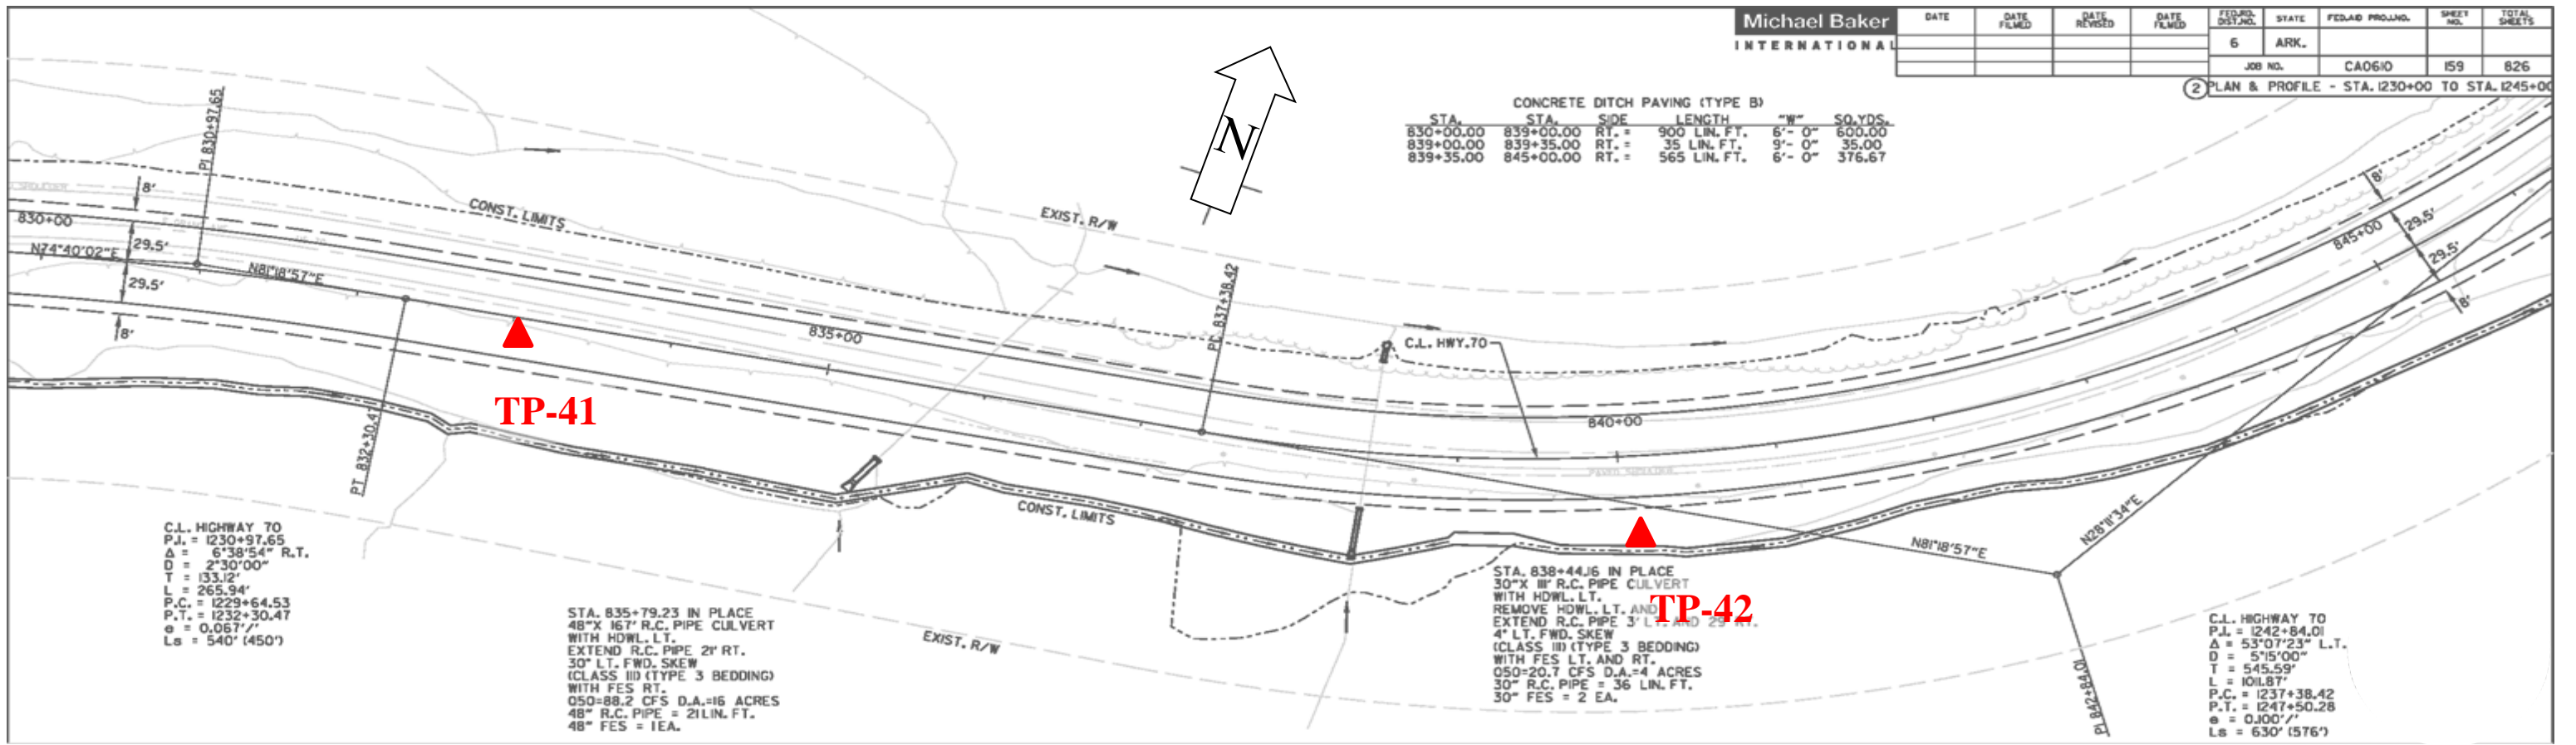 Michael Baker
INTERNATIONAL
DATE
DATE FILMED
DATE REVISED
DATE FILMED
FED.RD. DIST.NO.
STATE
FED.AID PROJ.NO.
SHEET NO.
TOTAL SHEETS
6
ARK.
JOB NO.
CA0610
159
826
2 PLAN & PROFILE - STA. 1230+00 TO STA. 1245+00
CONCRETE DITCH PAVING (TYPE B)
STA. STA. SIDE LENGTH "W" SQ.YDS.
830+00.00 839+00.00 RT. = 900 LIN. FT. 6'- 0" 600.00
839+00.00 839+35.00 RT. = 35 LIN. FT. 9'- 0" 35.00
839+35.00 845+00.00 RT. = 565 LIN. FT. 6'- 0" 376.67
N
PI 830+97.65
8'
830+00
N74°40'02"E
29.5'
29.5'
8'
N81°18'57"E
CONST. LIMITS
EXIST. R/W
835+00
PC 837+38.42
C.L. HWY.70
840+00
PAVED SHOULDER
845+00
8'
29.5'
29.5'
8'
TP-41
PT 832+30.47
CONST. LIMITS
EXIST. R/W
N81°18'57"E
N28°11'34"E
PI 842+84.01
TP-42
C.L. HIGHWAY 70
P.I. = 1230+97.65
Δ = 6°38'54" R.T.
D = 2°30'00"
T = 133.12'
L = 265.94'
P.C. = 1229+64.53
P.T. = 1232+30.47
e = 0.067'/'
Ls = 540' (450')
STA. 835+79.23 IN PLACE
48"X 167' R.C. PIPE CULVERT
WITH HDWL. LT.
EXTEND R.C. PIPE 21' RT.
30° LT. FWD. SKEW
(CLASS III) (TYPE 3 BEDDING)
WITH FES RT.
Q50=88.2 CFS D.A.=16 ACRES
48" R.C. PIPE = 21 LIN. FT.
48" FES = 1 EA.
STA. 838+44.16 IN PLACE
30"X 111' R.C. PIPE CULVERT
WITH HDWL. LT.
REMOVE HDWL. LT. AND
EXTEND R.C. PIPE 3' LT. AND 29' RT.
4° LT. FWD. SKEW
(CLASS III) (TYPE 3 BEDDING)
WITH FES LT. AND RT.
Q50=20.7 CFS D.A.=4 ACRES
30" R.C. PIPE = 36 LIN. FT.
30" FES = 2 EA.
C.L. HIGHWAY 70
P.I. = 1242+84.01
Δ = 53°07'23" L.T.
D = 5°15'00"
T = 545.59'
L = 1011.87'
P.C. = 1237+38.42
P.T. = 1247+50.28
e = 0.100'/'
Ls = 630' (576')